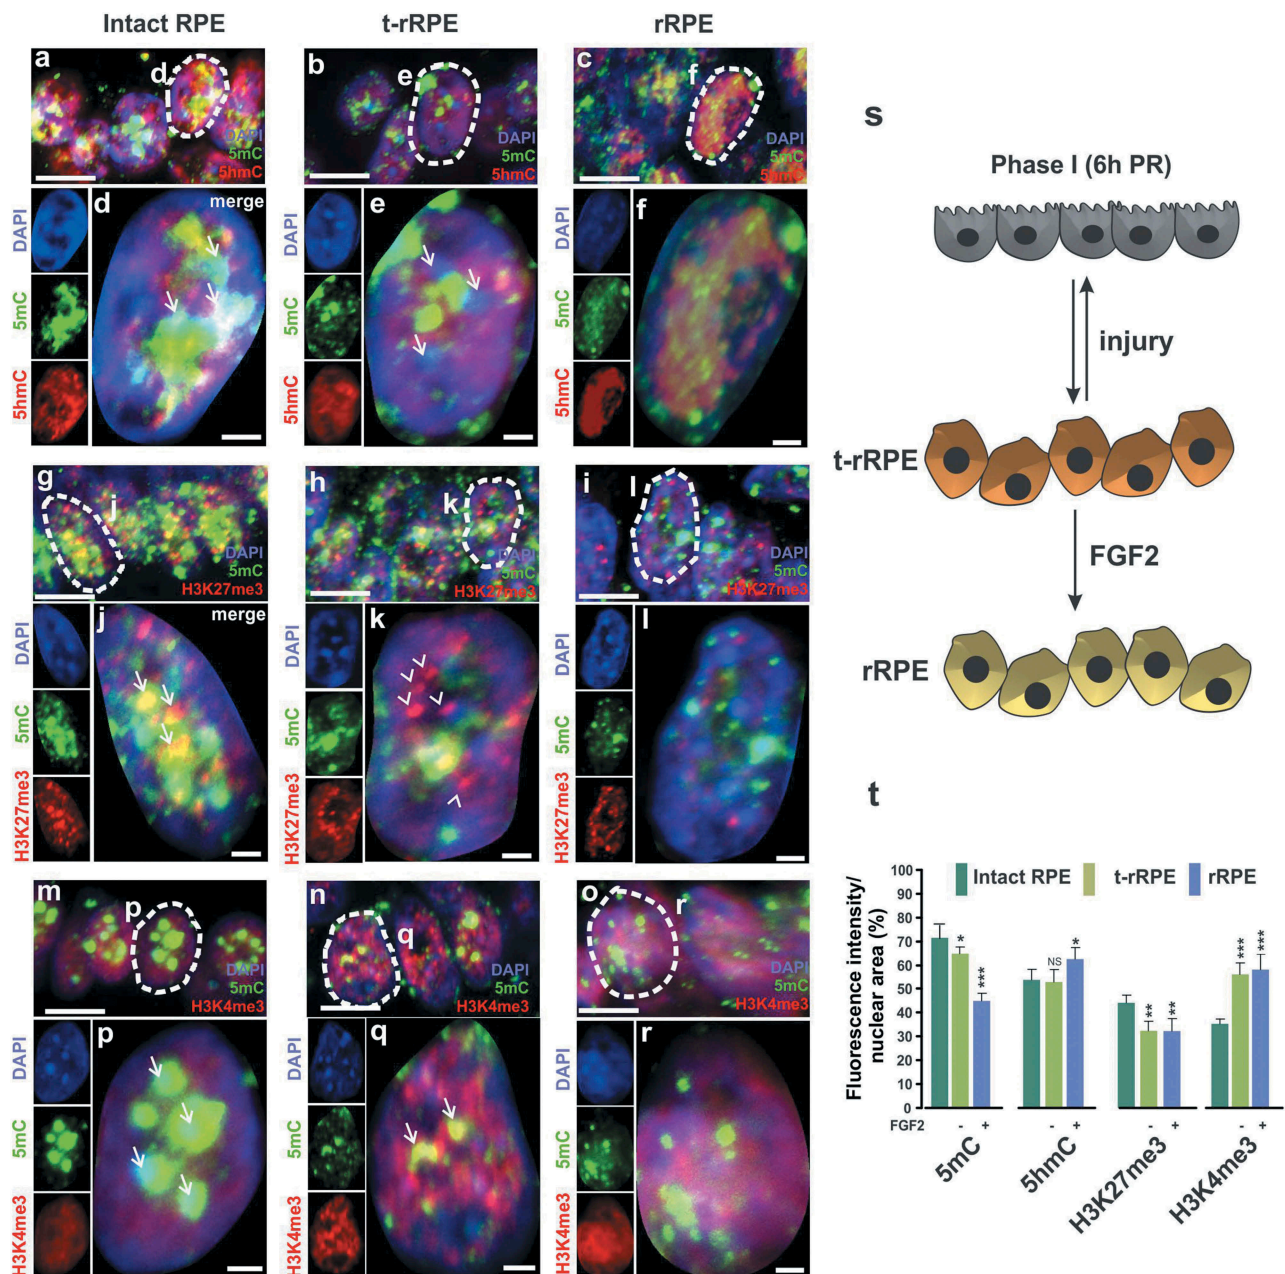 Intact RPE t-rRPE rRPE
a d DAPI 5mC 5hmC
b e DAPI 5mC 5hmC
c f DAPI 5mC 5hmC
DAPI 5mC 5hmC d merge
DAPI 5mC 5hmC e
DAPI 5mC 5hmC f
g j DAPI 5mC H3K27me3
h k DAPI 5mC H3K27me3
i l DAPI 5mC H3K27me3
DAPI 5mC H3K27me3 j merge
DAPI 5mC H3K27me3 k
DAPI 5mC H3K27me3 l
m p DAPI 5mC H3K4me3
n q DAPI 5mC H3K4me3
o r DAPI 5mC H3K4me3
DAPI 5mC H3K4me3 p
DAPI 5mC H3K4me3 q
DAPI 5mC H3K4me3 r
s
Phase I (6h PR)
injury
t-rRPE
FGF2
rRPE
t
Intact RPE t-rRPE rRPE
Fluorescence intensity/
nuclear area (%)
100
90
80
70
60
50
40
30
20
10
0
* *** NS * ** ** *** ***
FGF2 - + - + - + - +
5mC 5hmC H3K27me3 H3K4me3